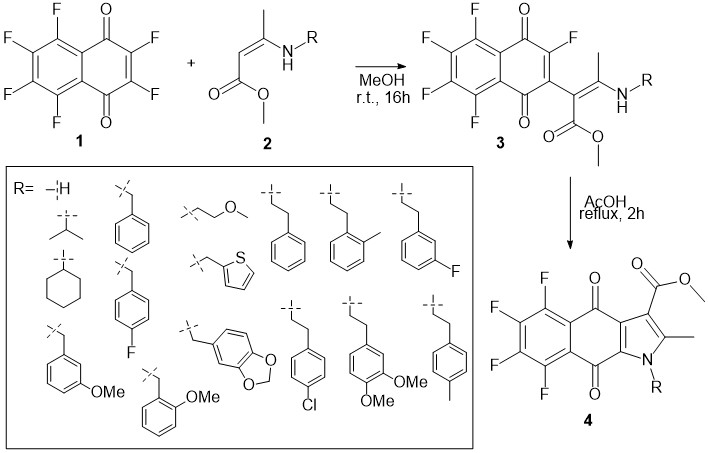 F F F F F F O O
1
+
O O N H R
2
MeOH
r.t., 16h
F F F F F O O O O N H R
3
AcOH
reflux, 2h
F F F F O O O O N R
4
R= H
O
S
F
F
OMe
OMe
O
O
Cl
OMe
OMe